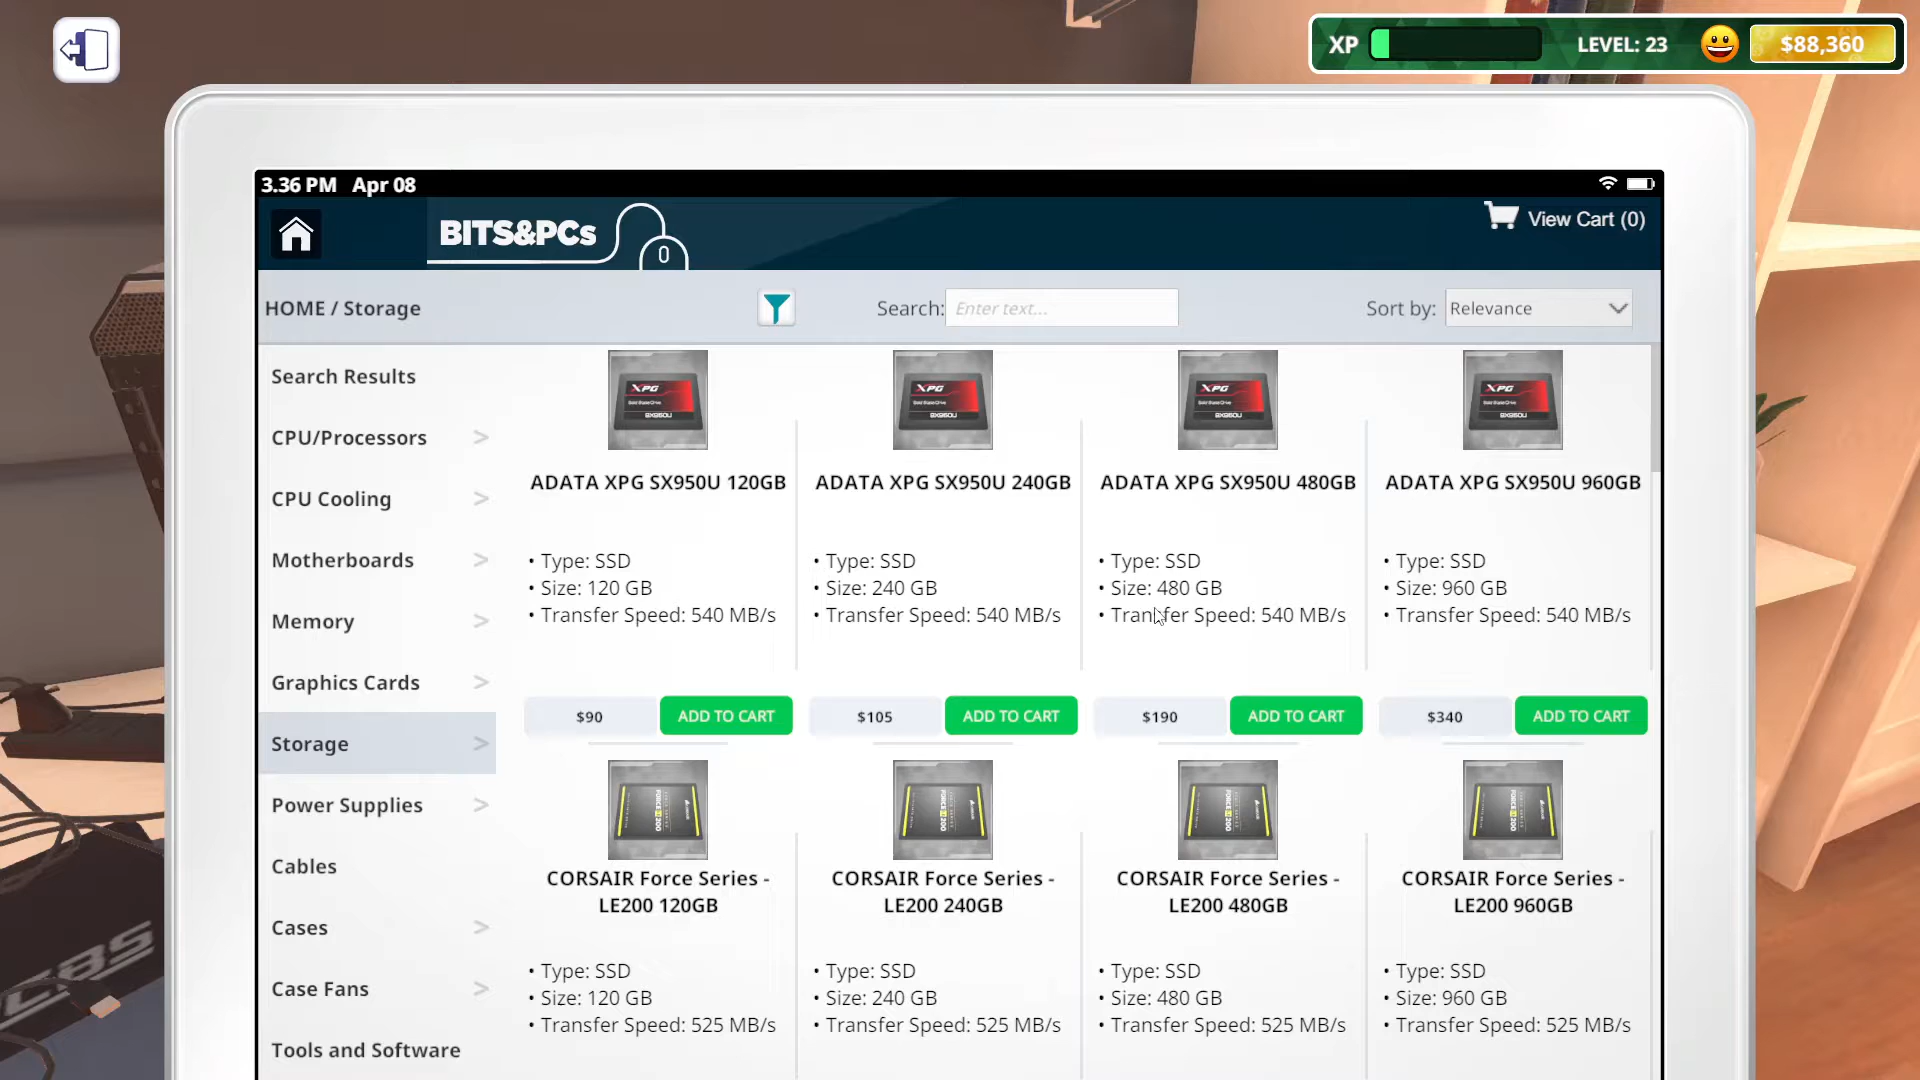 XP
LEVEL: 23
$88,360
3.36 PM Apr 08
BITS&PCs
View Cart (0)
HOME / Storage
Search: Enter text...
Sort by: Relevance
Search Results
CPU/Processors >
CPU Cooling >
Motherboards >
Memory >
Graphics Cards >
Storage >
Power Supplies >
Cables
Cases >
Case Fans >
Tools and Software
XPG XPG XPG XPG
ADATA XPG SX950U 120GB
• Type: SSD
• Size: 120 GB
• Transfer Speed: 540 MB/s
$90 ADD TO CART
ADATA XPG SX950U 240GB
• Type: SSD
• Size: 240 GB
• Transfer Speed: 540 MB/s
$105 ADD TO CART
ADATA XPG SX950U 480GB
• Type: SSD
• Size: 480 GB
• Transfer Speed: 540 MB/s
$190 ADD TO CART
ADATA XPG SX950U 960GB
• Type: SSD
• Size: 960 GB
• Transfer Speed: 540 MB/s
$340 ADD TO CART
CORSAIR Force Series -
LE200 120GB
• Type: SSD
• Size: 120 GB
• Transfer Speed: 525 MB/s
CORSAIR Force Series -
LE200 240GB
• Type: SSD
• Size: 240 GB
• Transfer Speed: 525 MB/s
CORSAIR Force Series -
LE200 480GB
• Type: SSD
• Size: 480 GB
• Transfer Speed: 525 MB/s
CORSAIR Force Series -
LE200 960GB
• Type: SSD
• Size: 960 GB
• Transfer Speed: 525 MB/s